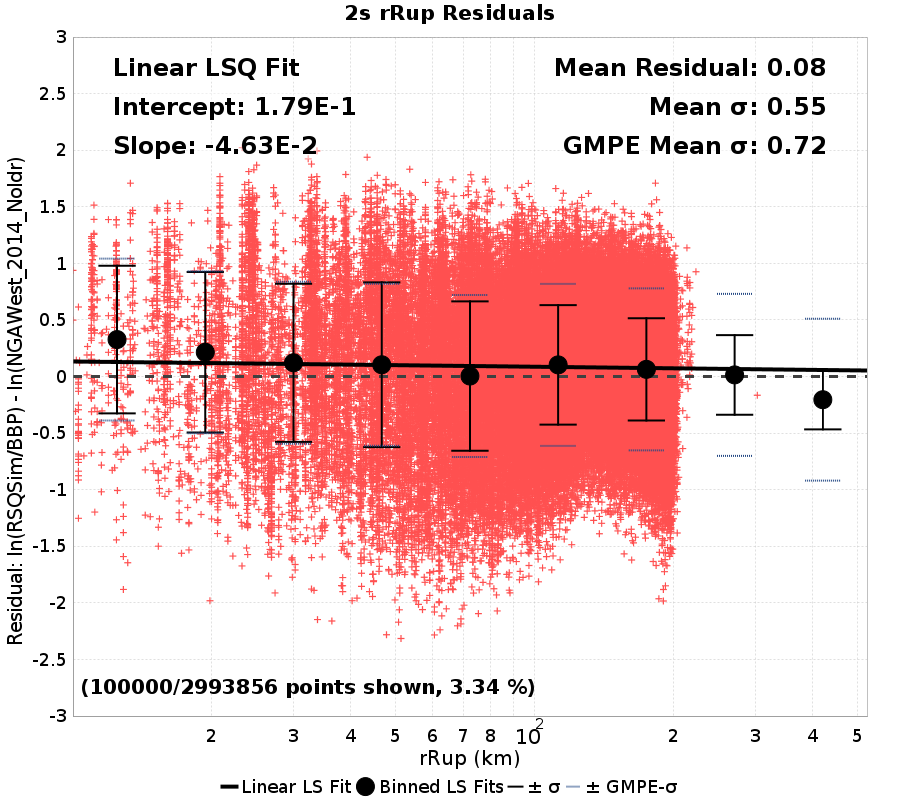 2s rRup Residuals
Linear LSQ Fit
Intercept: 1.79E-1
Slope: -4.63E-2
Mean Residual: 0.08
Mean σ: 0.55
GMPE Mean σ: 0.72
Residual: ln(RSQSim/BBP) - ln(NGAWest_2014_NoIdr)
3
2.5
2
1.5
1
0.5
0
-0.5
-1
-1.5
-2
-2.5
-3
(100000/2993856 points shown, 3.34 %)
2 3 4 5 6 7 8 10² 2 3 4 5
rRup (km)
Linear LS Fit Binned LS Fits ± σ ± GMPE-σ